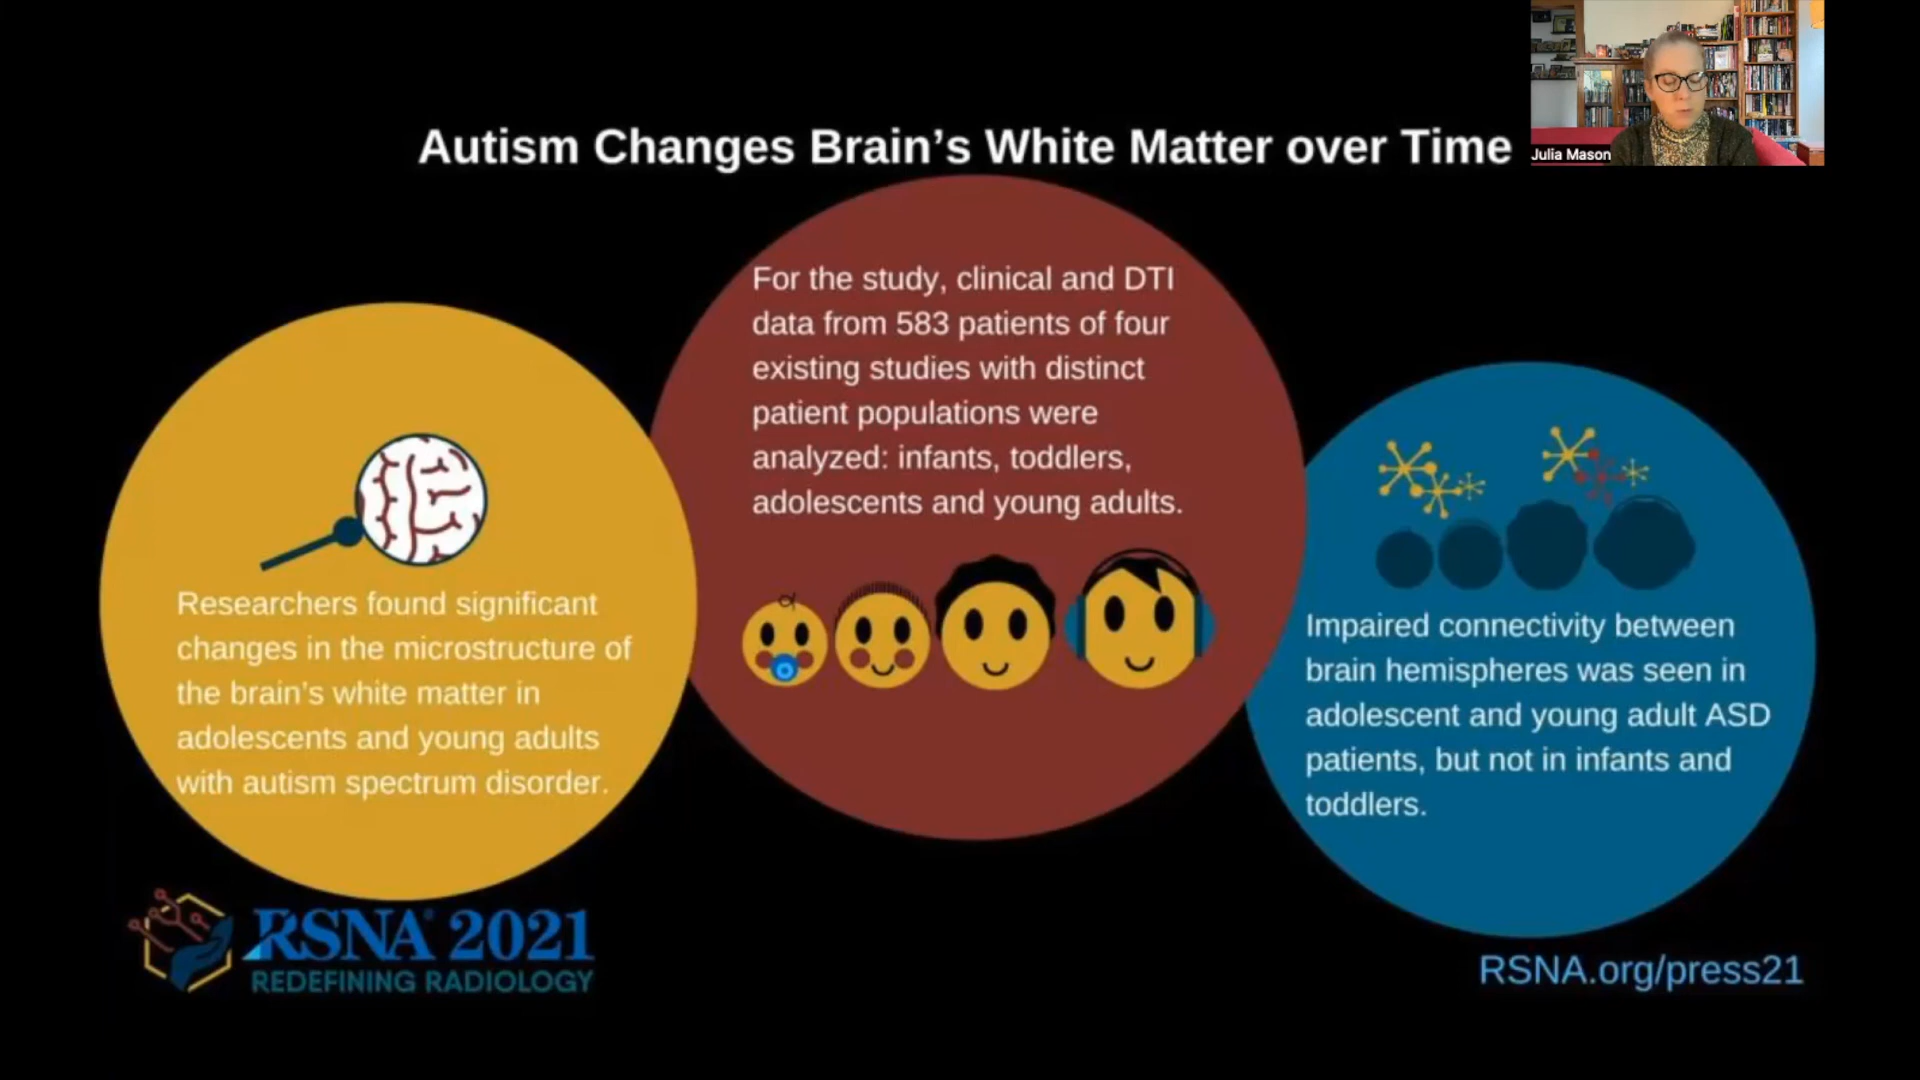 Autism Changes Brain's White Matter over Time
Julia Mason
For the study, clinical and DTI
data from 583 patients of four
existing studies with distinct
patient populations were
analyzed: infants, toddlers,
adolescents and young adults.
Researchers found significant
changes in the microstructure of
the brain's white matter in
adolescents and young adults
with autism spectrum disorder.
Impaired connectivity between
brain hemispheres was seen in
adolescent and young adult ASD
patients, but not in infants and
toddlers.
RSNA® 2021
REDEFINING RADIOLOGY
RSNA.org/press21